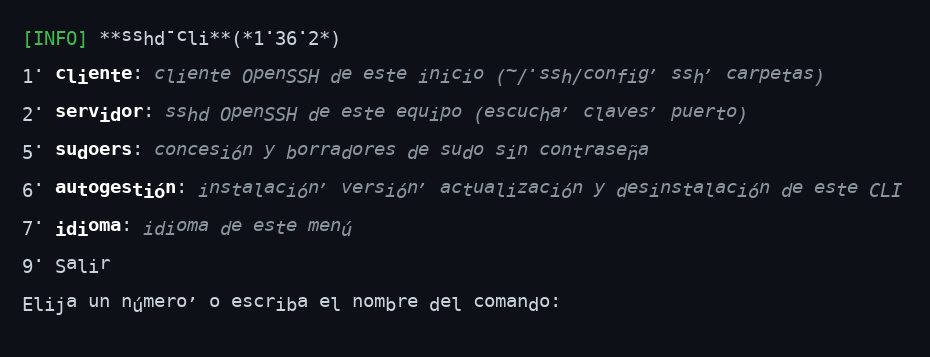 [INFO] **sshd-cli**(*1.36.2*)
1. cliente: cliente OpenSSH de este inicio (~/.ssh/config, ssh, carpetas)
2. servidor: sshd OpenSSH de este equipo (escucha, claves, puerto)
5. sudoers: concesión y borradores de sudo sin contraseña
6. autogestión: instalación, versión, actualización y desinstalación de este CLI
7. idioma: idioma de este menú
9. Salir
Elija un número, o escriba el nombre del comando: